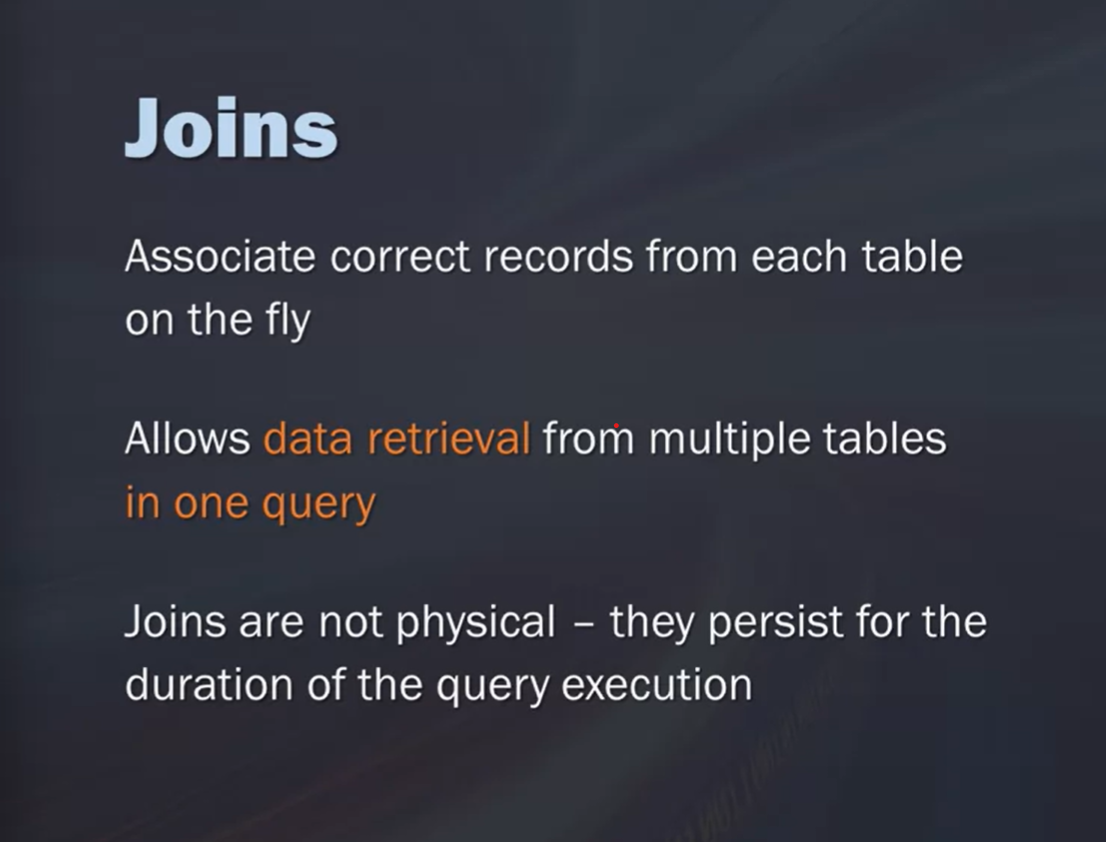 Joins
Associate correct records from each table
on the fly
Allows data retrieval from multiple tables
in one query
Joins are not physical – they persist for the
duration of the query execution